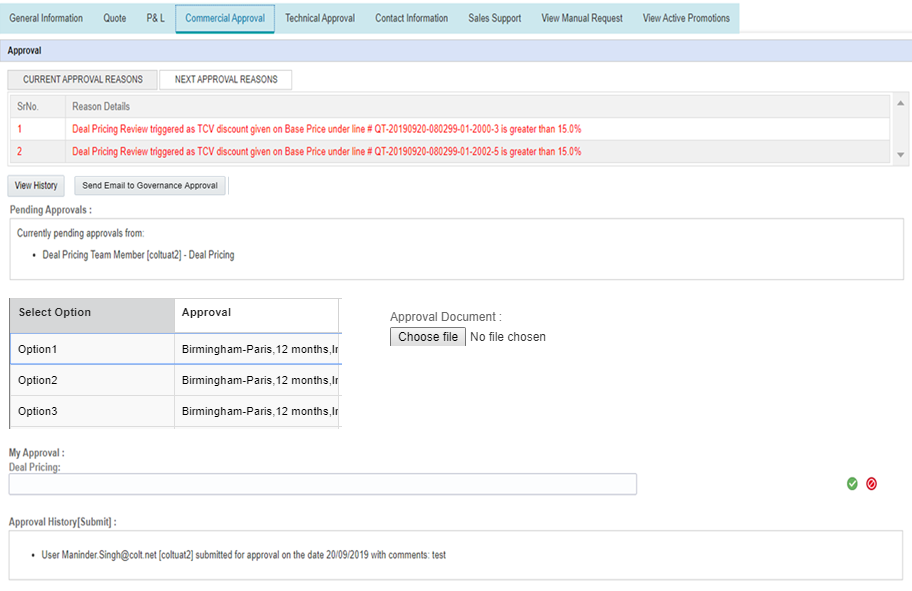 General Information Quote P& L Commercial Approval Technical Approval Contact Information Sales Support View Manual Request View Active Promotions
Approval
CURRENT APPROVAL REASONS NEXT APPROVAL REASONS
SrNo. Reason Details
1 Deal Pricing Review triggered as TCV discount given on Base Price under line # QT-20190920-080299-01-2000-3 is greater than 15.0%
2 Deal Pricing Review triggered as TCV discount given on Base Price under line # QT-20190920-080299-01-2002-5 is greater than 15.0%
View History Send Email to Governance Approval
Pending Approvals :
Currently pending approvals from:
• Deal Pricing Team Member [coltuat2] - Deal Pricing
Select Option Approval
Option1 Birmingham-Paris,12 months,
Option2 Birmingham-Paris,12 months,
Option3 Birmingham-Paris,12 months,
Approval Document :
Choose file No file chosen
My Approval :
Deal Pricing:
Approval History[Submit] :
• User Maninder.Singh@colt.net [coltuat2] submitted for approval on the date 20/09/2019 with comments: test